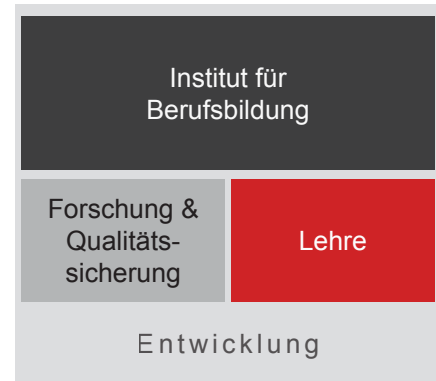 Institut für
Berufsbildung
Forschung &
Qualitäts-
sicherung
Lehre
Entwicklung